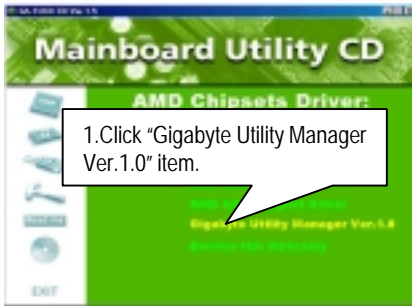 Mainboard Utility CD
AMD Chipsets Driver:
1.Click “Gigabyte Utility Manager
Ver.1.0” item.
Gigabyte Utility Manager Ver.1.0
Browse this Directory
EXIT